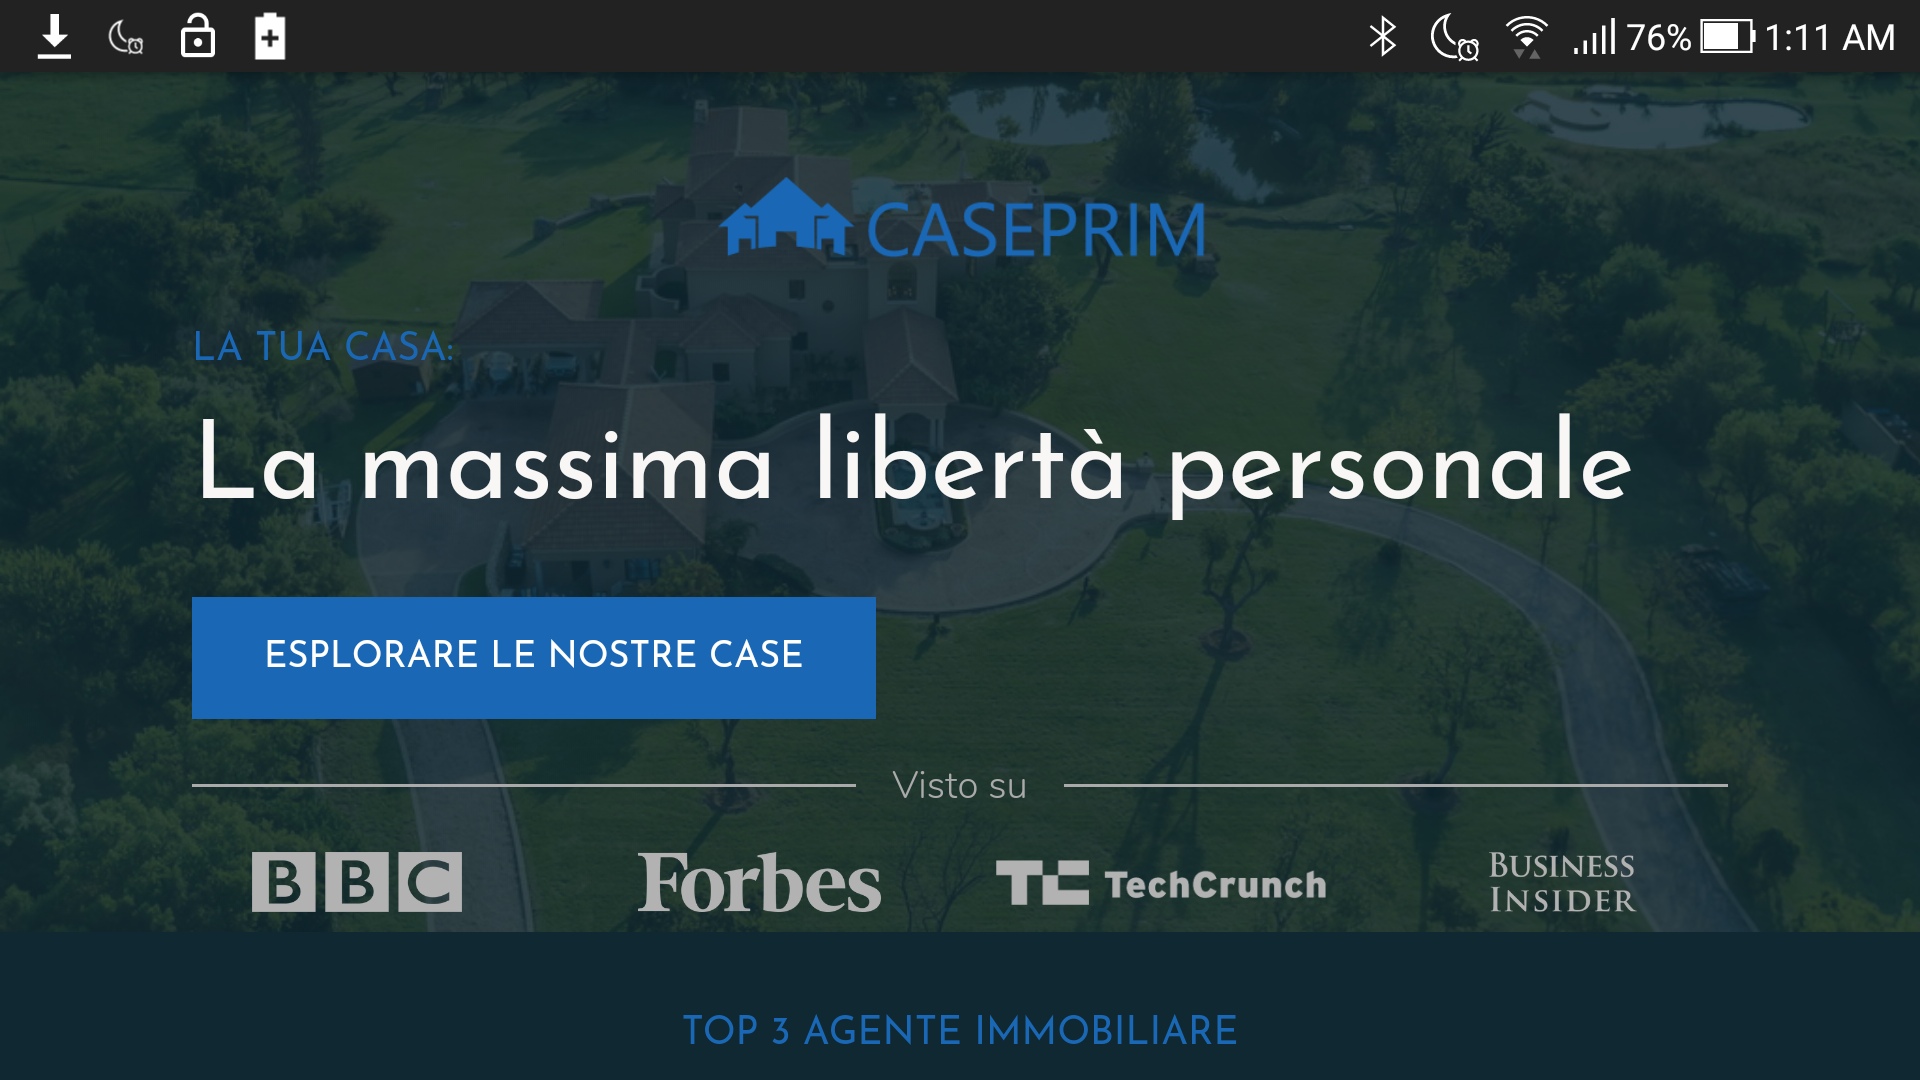 76% 1:11 AM
CASEPRIM
LA TUA CASA:
La massima libertà personale
ESPLORARE LE NOSTRE CASE
Visto su
BBC Forbes TC TechCrunch BUSINESS
INSIDER
TOP 3 AGENTE IMMOBILIARE